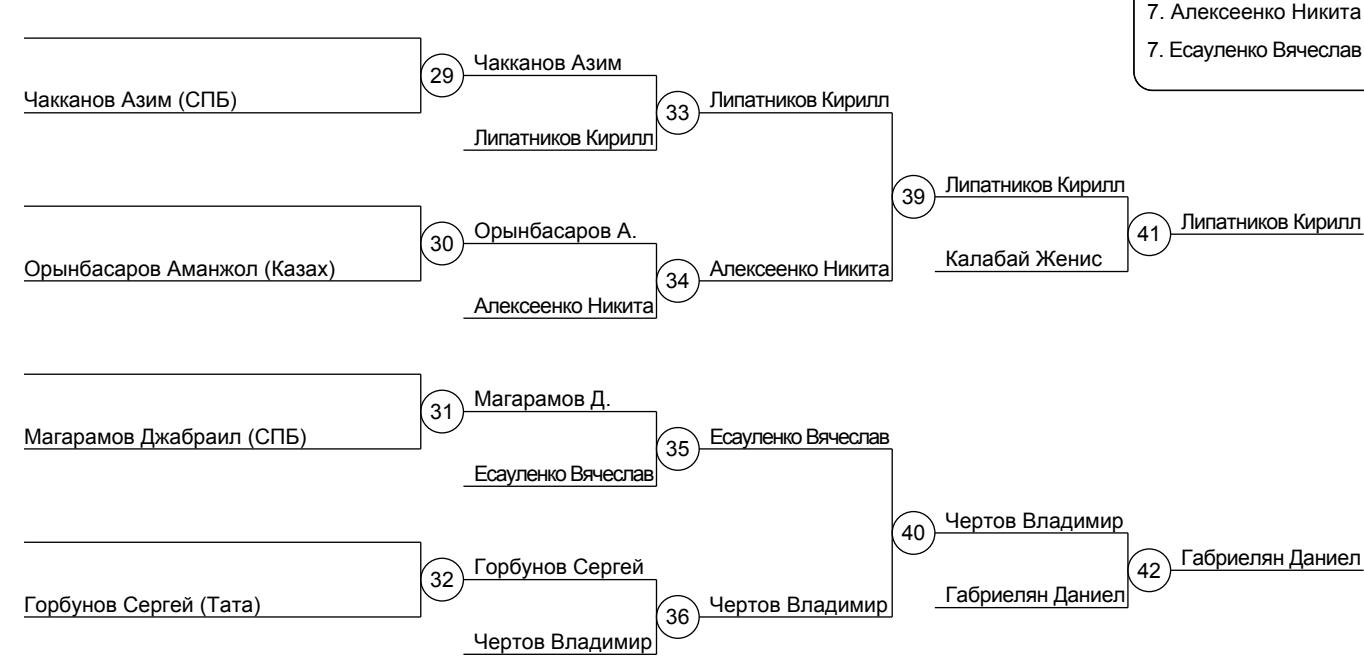 7. Алексеенко Никита
7. Есауленко Вячеслав
29
Чакканов Азим
Чакканов Азим (СПБ)
33
Липатников Кирилл
Липатников Кирилл
39
Липатников Кирилл
30
Орынбасаров А.
41
Липатников Кирилл
Орынбасаров Аманжол (Казах)
34
Алексеенко Никита
Калабай Женис
Алексеенко Никита
31
Магарамов Д.
Магарамов Джабраил (СПБ)
35
Есауленко Вячеслав
Есауленко Вячеслав
40
Чертов Владимир
32
Горбунов Сергей
42
Габриелян Даниел
Горбунов Сергей (Тата)
36
Чертов Владимир
Габриелян Даниел
Чертов Владимир